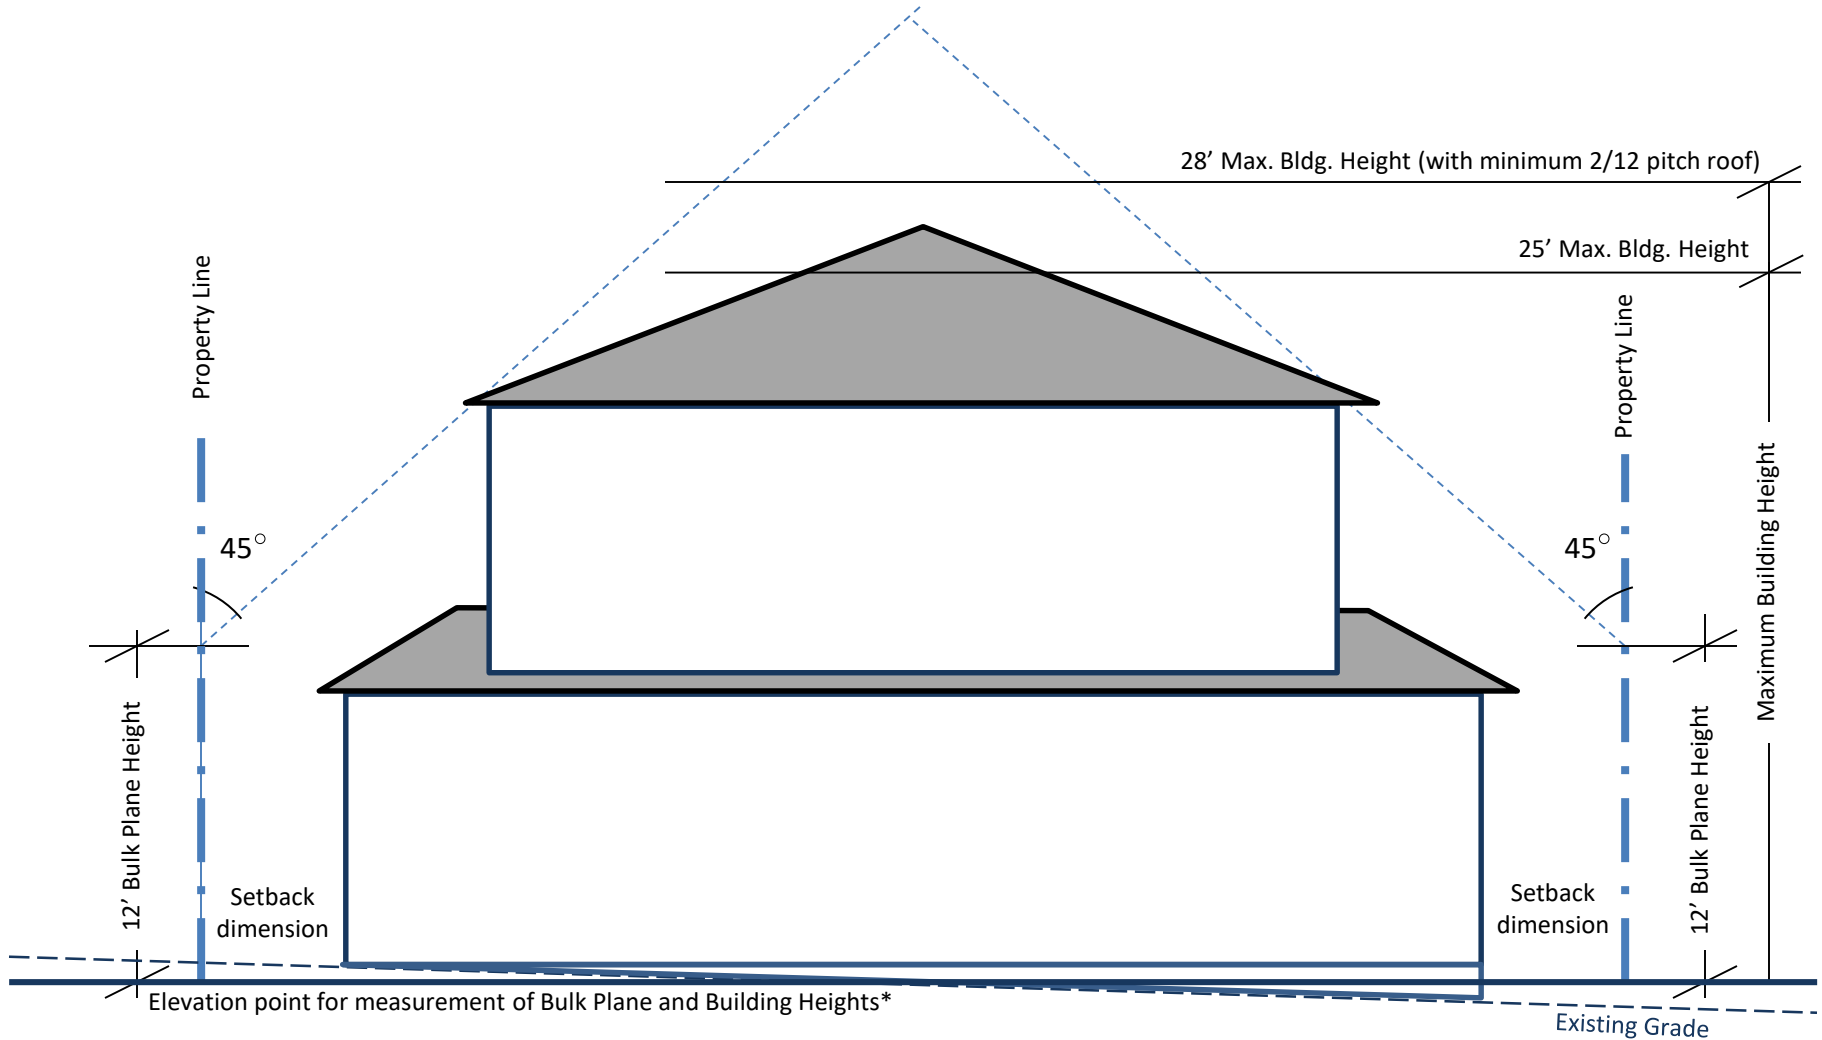 28’ Max. Bldg. Height (with minimum 2/12 pitch roof)
25’ Max. Bldg. Height
Property Line
Property Line
45°
45°
Maximum Building Height
12’ Bulk Plane Height
12’ Bulk Plane Height
Setback
dimension
Setback
dimension
Elevation point for measurement of Bulk Plane and Building Heights*
Existing Grade